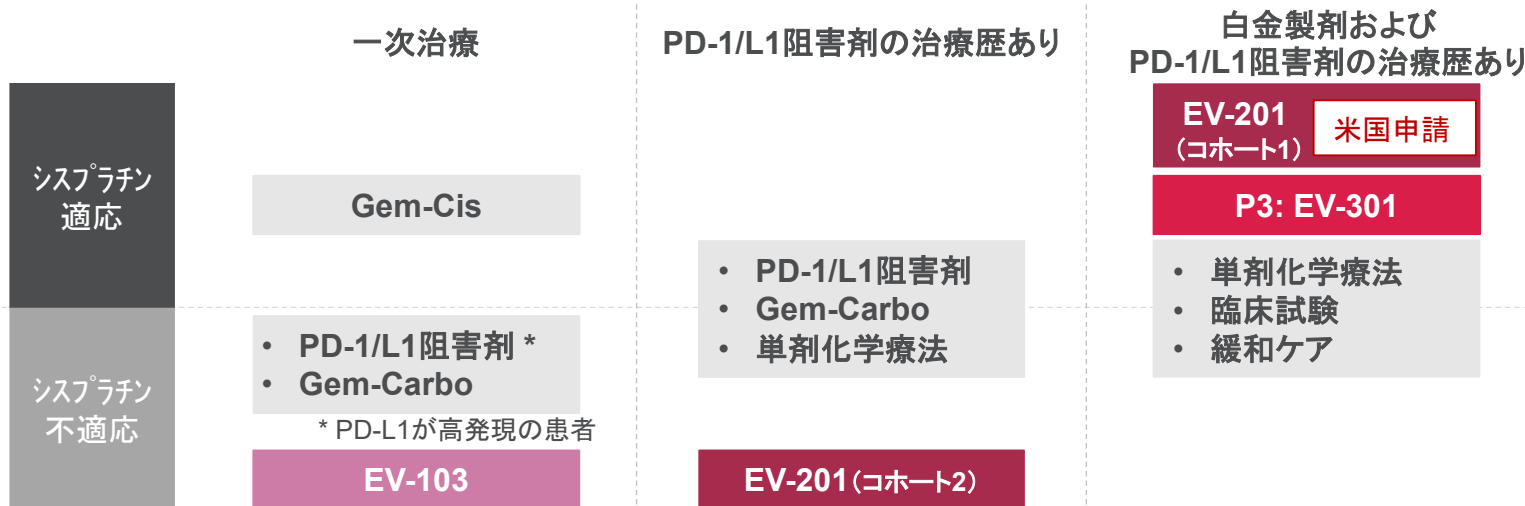 一次治療
PD-1/L1阻害剤の治療歴あり
白金製剤および
PD-1/L1阻害剤の治療歴あり
シスプラチン
適応
Gem-Cis
• PD-1/L1阻害剤
• Gem-Carbo
• 単剤化学療法
EV-201
(コホート1)
米国申請
P3: EV-301
• 単剤化学療法
• 臨床試験
• 緩和ケア
シスプラチン
不適応
• PD-1/L1阻害剤 *
• Gem-Carbo
* PD-L1が高発現の患者
EV-103
EV-201(コホート2)